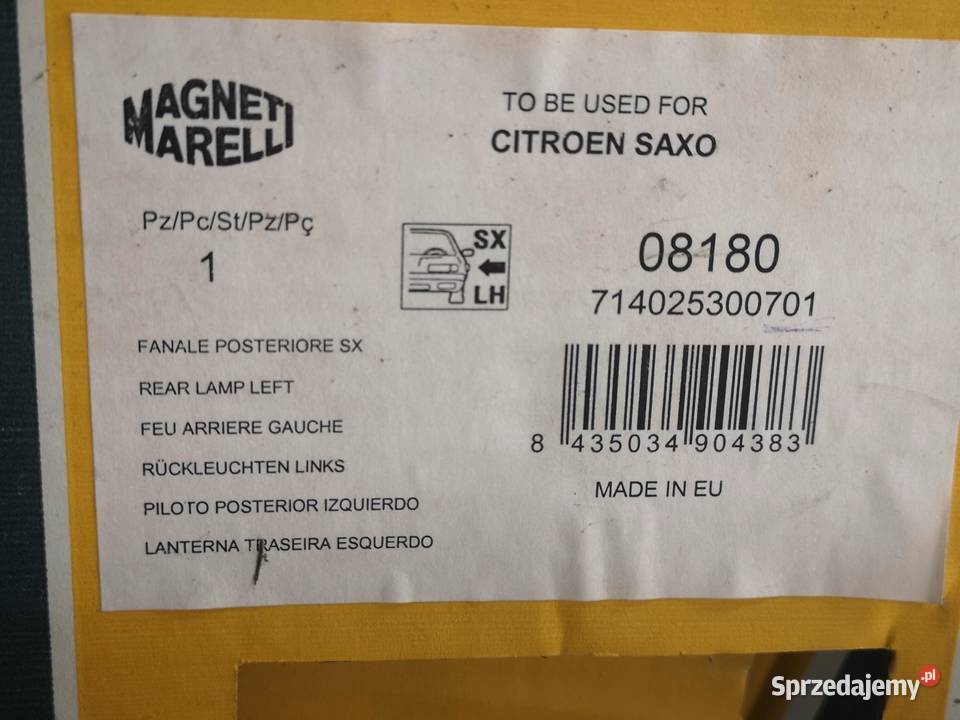 MAGNETI
MARELLI
TO BE USED FOR
CITROEN SAXO
Pz/Pc/St/Pz/Pç
1
SX
LH
08180
714025300701
FANALE POSTERIORE SX
REAR LAMP LEFT
FEU ARRIERE GAUCHE
RÜCKLEUCHTEN LINKS
PILOTO POSTERIOR IZQUIERDO
LANTERNA TRASEIRA ESQUERDO
8 435034 904383
MADE IN EU
Sprzedajemy.pl